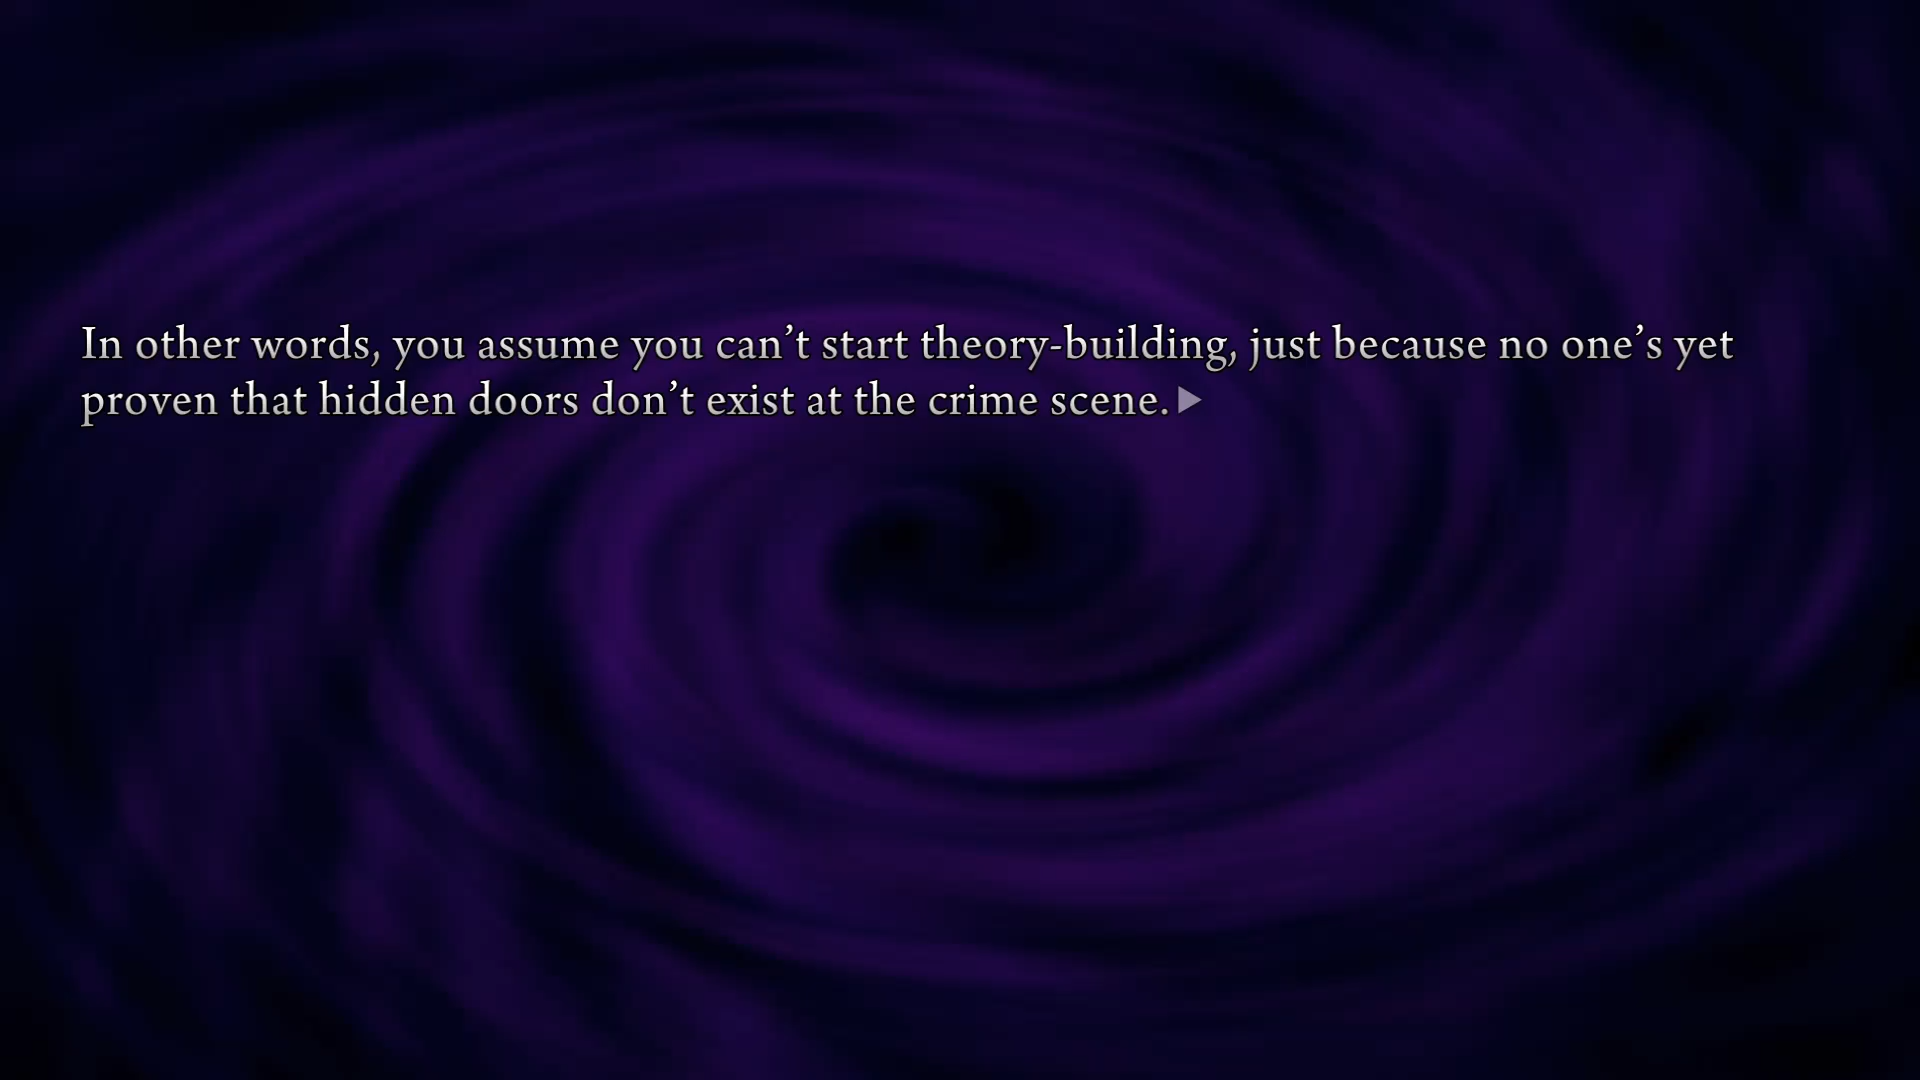 In other words, you assume you can’t start theory-building, just because no one’s yet
proven that hidden doors don’t exist at the crime scene.